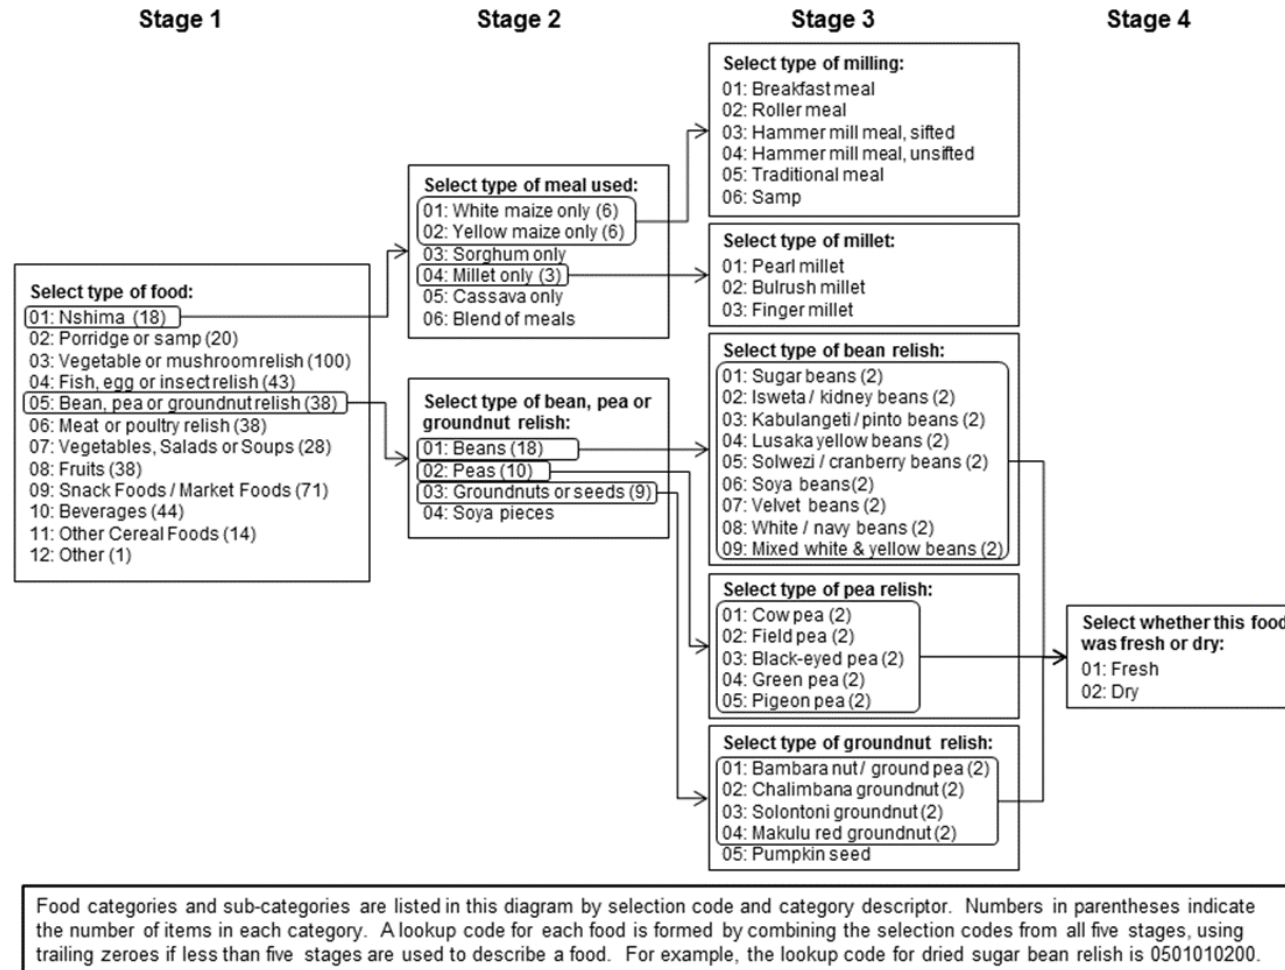 Stage 1
Stage 2
Stage 3
Stage 4
Select type of food:
01: Nshima (18)
02: Porridge or samp (20)
03: Vegetable or mushroom relish (100)
04: Fish, egg or insect relish (43)
05: Bean, pea or groundnut relish (38)
06: Meat or poultry relish (38)
07: Vegetables, Salads or Soups (28)
08: Fruits (38)
09: Snack Foods / Market Foods (71)
10: Beverages (44)
11: Other Cereal Foods (14)
12: Other (1)
Select type of meal used:
01: White maize only (6)
02: Yellow maize only (6)
03: Sorghum only
04: Millet only (3)
05: Cassava only
06: Blend of meals
Select type of bean, pea or
groundnut relish:
01: Beans (18)
02: Peas (10)
03: Groundnuts or seeds (9)
04: Soya pieces
Select type of milling:
01: Breakfast meal
02: Roller meal
03: Hammer mill meal, sifted
04: Hammer mill meal, unsifted
05: Traditional meal
06: Samp
Select type of millet:
01: Pearl millet
02: Bulrush millet
03: Finger millet
Select type of bean relish:
01: Sugar beans (2)
02: Isweta / kidney beans (2)
03: Kabulangeti / pinto beans (2)
04: Lusaka yellow beans (2)
05: Solwezi / cranberry beans (2)
06: Soya beans(2)
07: Velvet beans (2)
08: White / navy beans (2)
09: Mixed white & yellow beans (2)
Select type of pea relish:
01: Cow pea (2)
02: Field pea (2)
03: Black-eyed pea (2)
04: Green pea (2)
05: Pigeon pea (2)
Select type of groundnut relish:
01: Bambara nut / ground pea (2)
02: Chalimbana groundnut (2)
03: Solontoni groundnut (2)
04: Makulu red groundnut (2)
05: Pumpkin seed
Select whether this food
was fresh or dry:
01: Fresh
02: Dry
Food categories and sub-categories are listed in this diagram by selection code and category descriptor. Numbers in parentheses indicate
the number of items in each category. A lookup code for each food is formed by combining the selection codes from all five stages, using
trailing zeroes if less than five stages are used to describe a food. For example, the lookup code for dried sugar bean relish is 0501010200.